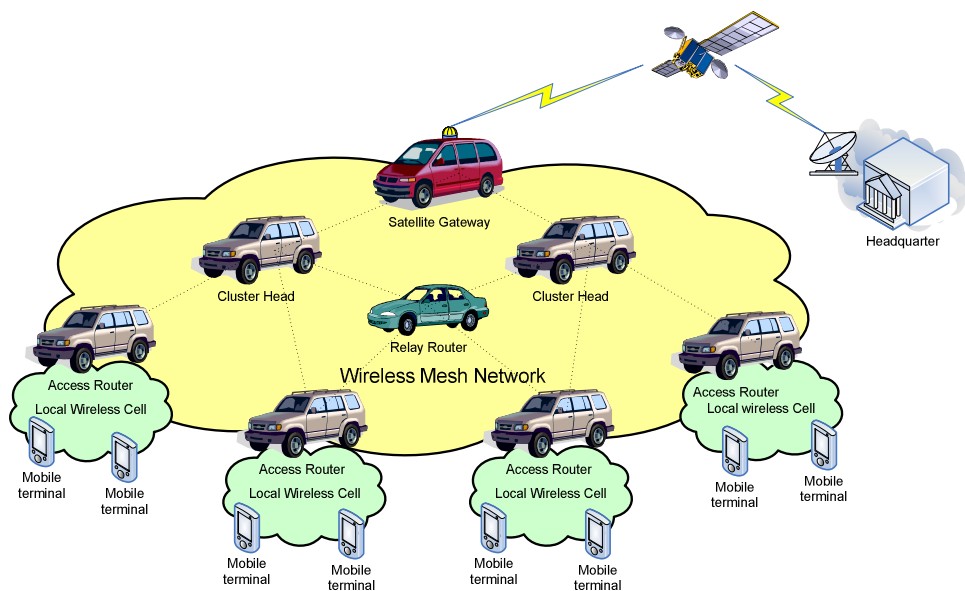 Satellite Gateway
Headquarter
Cluster Head
Cluster Head
Relay Router
Wireless Mesh Network
Access Router
Local Wireless Cell
Access Router
Local wireless Cell
Mobile
terminal
Mobile
terminal
Mobile
terminal
Mobile
terminal
Access Router
Local Wireless Cell
Access Router
Local Wireless Cell
Mobile
terminal
Mobile
terminal
Mobile
terminal
Mobile
terminal